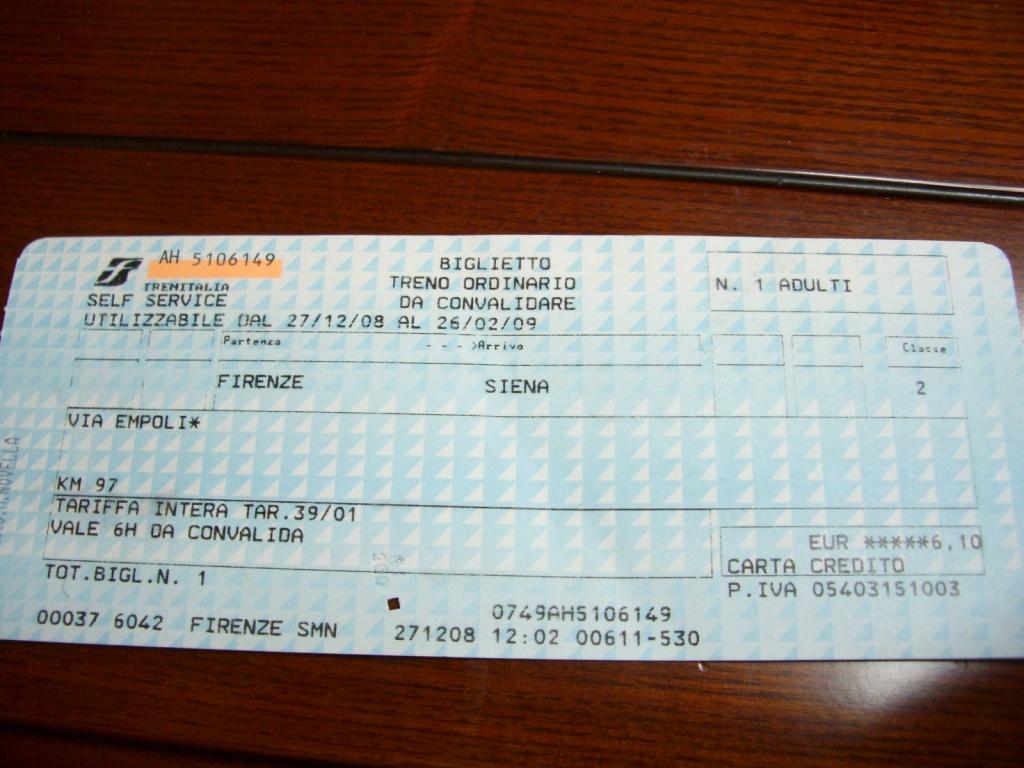 AH 5106149
TRENITALIA
SELF SERVICE
BIGLIETTO
TRENO ORDINARIO
DA CONVALIDARE
N. 1 ADULTI
UTILIZZABILE DAL 27/12/08 AL 26/02/09
Partenza - - - >Arrivo Classe
FIRENZE SIENA 2
VIA EMPOLI*
KM 97
TARIFFA INTERA TAR.39/01
VALE 6H DA CONVALIDA
EUR *****6,10
CARTA CREDITO
P.IVA 05403151003
TOT.BIGL.N. 1
0749AH5106149
00037 6042 FIRENZE SMN 271208 12:02 00611-530
NOVELLA